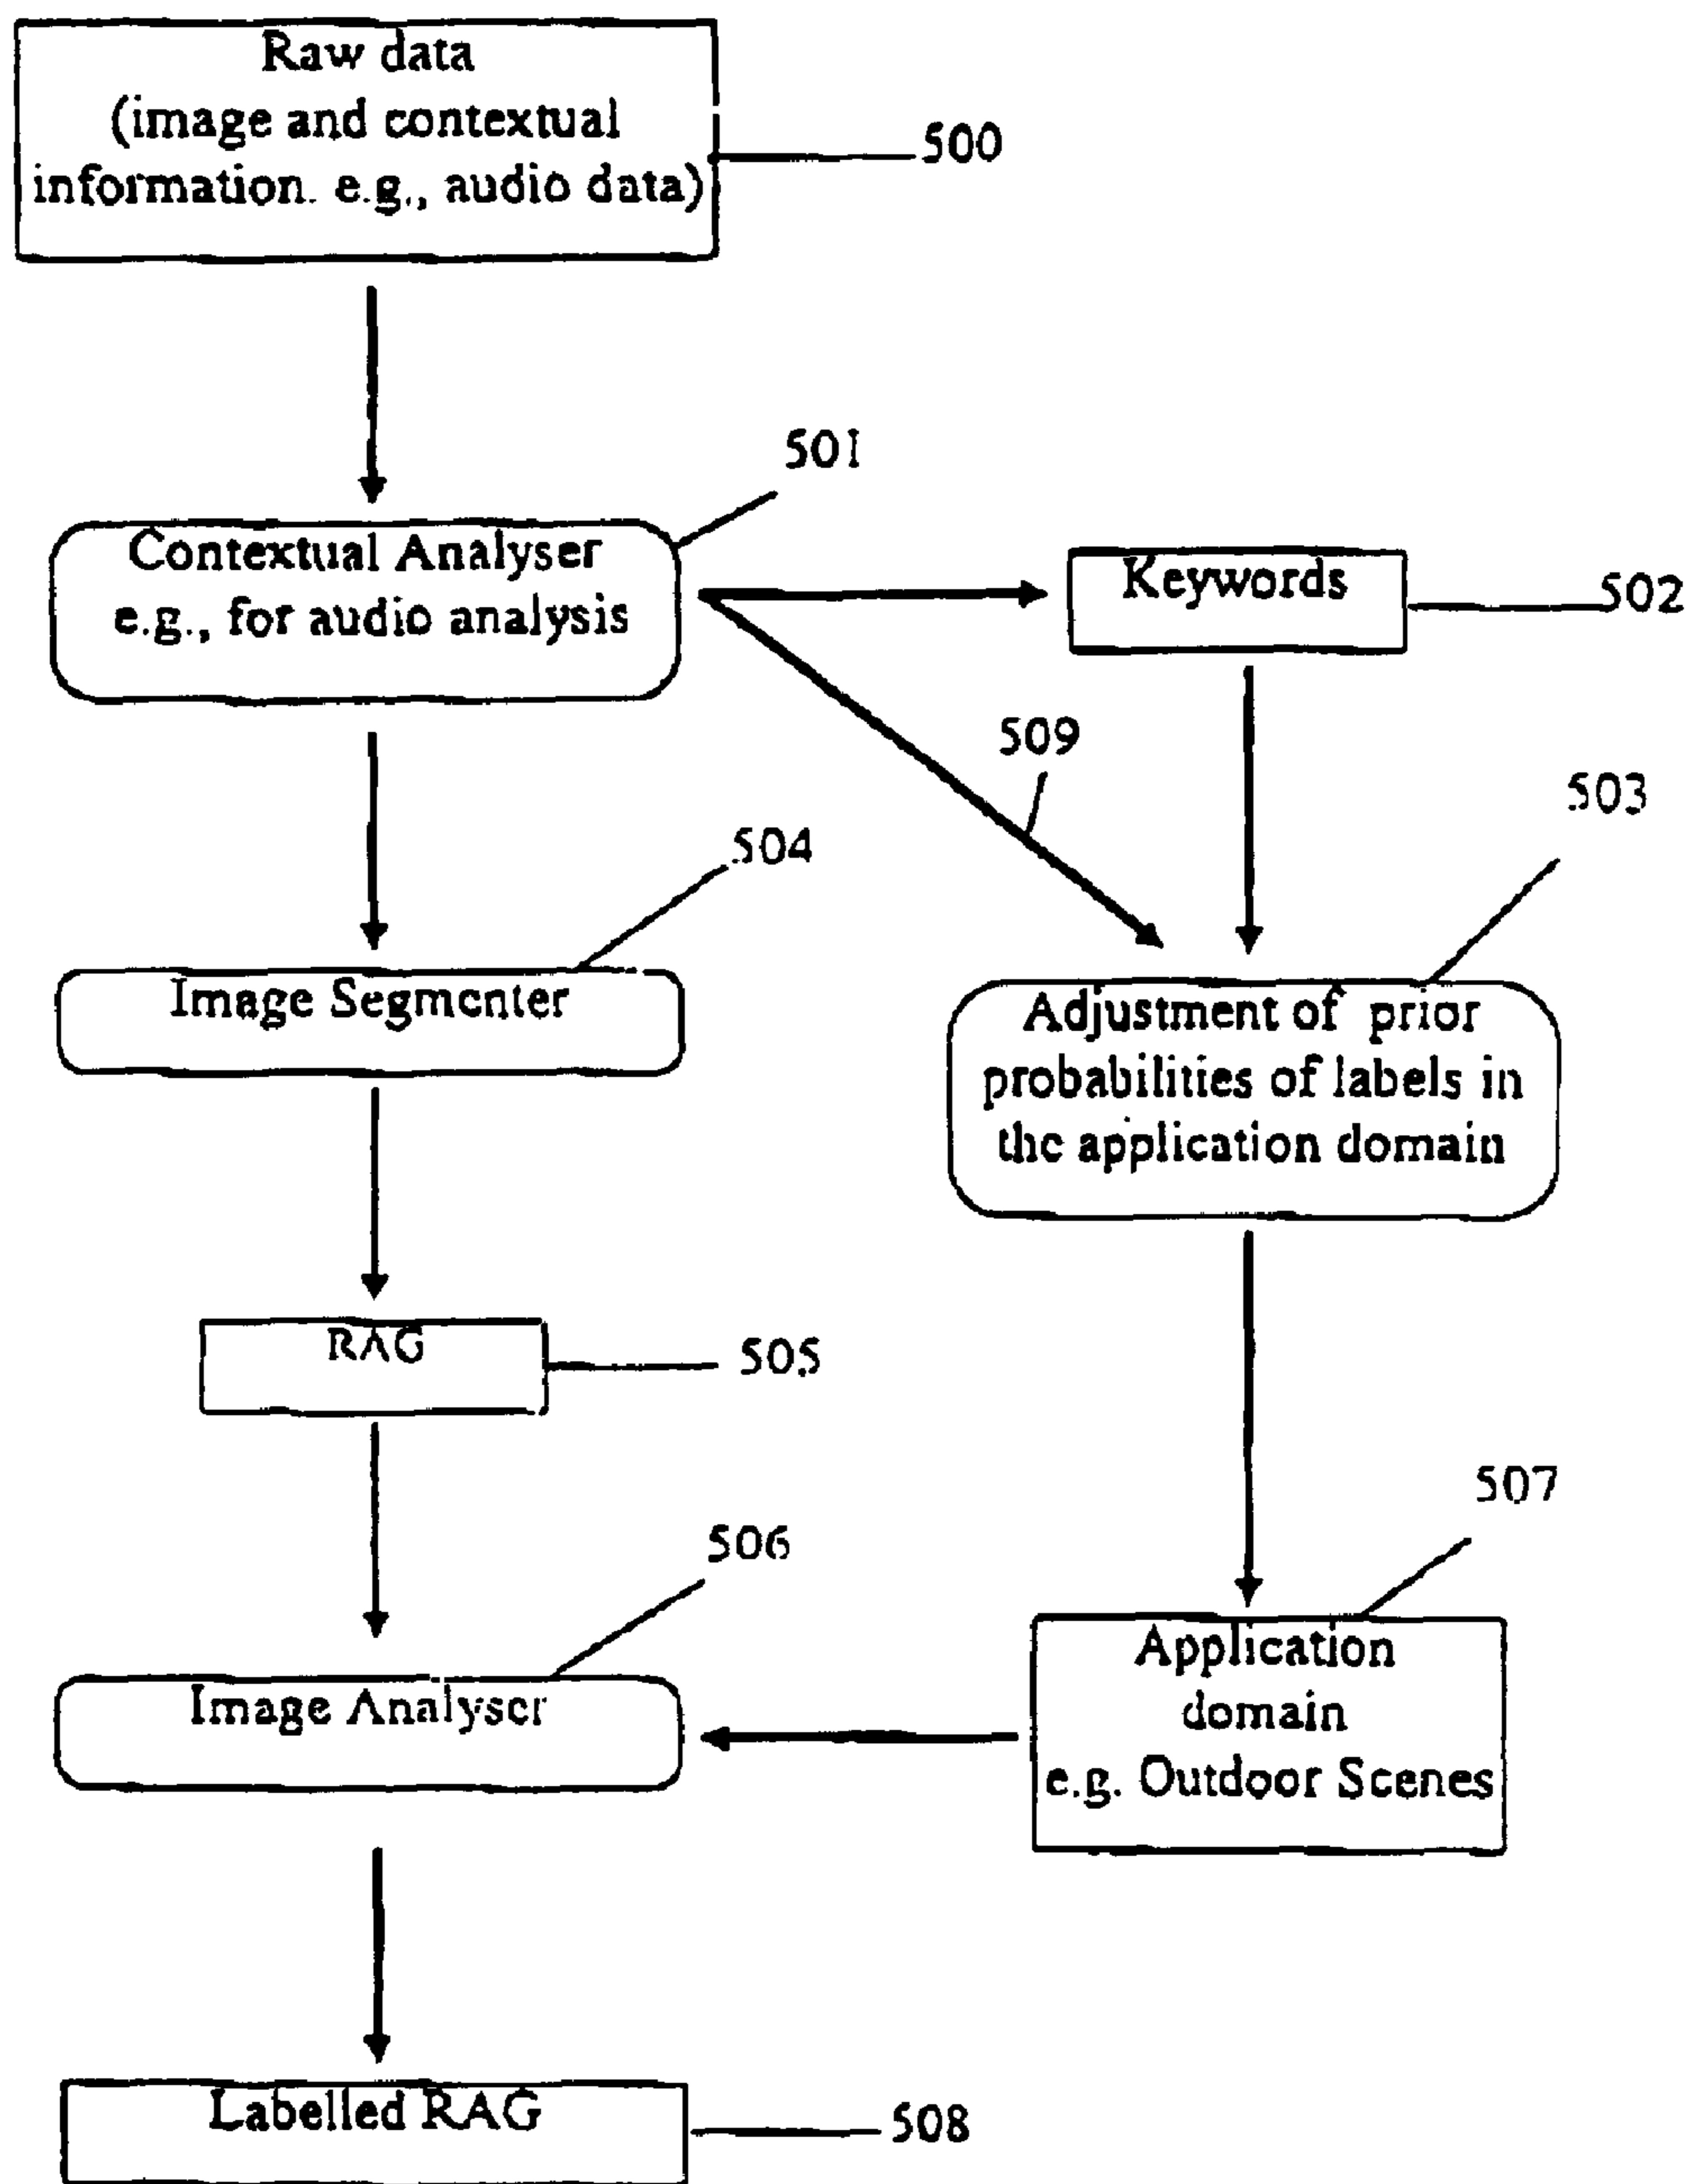 Raw data
(image and contextual
information. e.g., audio data)
500
501
Contextual Analyser
e.g., for audio analysis
Keywords
502
509
503
504
Image Segmenter
Adjustment of prior
probabilities of labels in
the application domain
RAG
505
507
506
Image Analyser
Application
domain
e.g. Outdoor Scenes
Labelled RAG
508